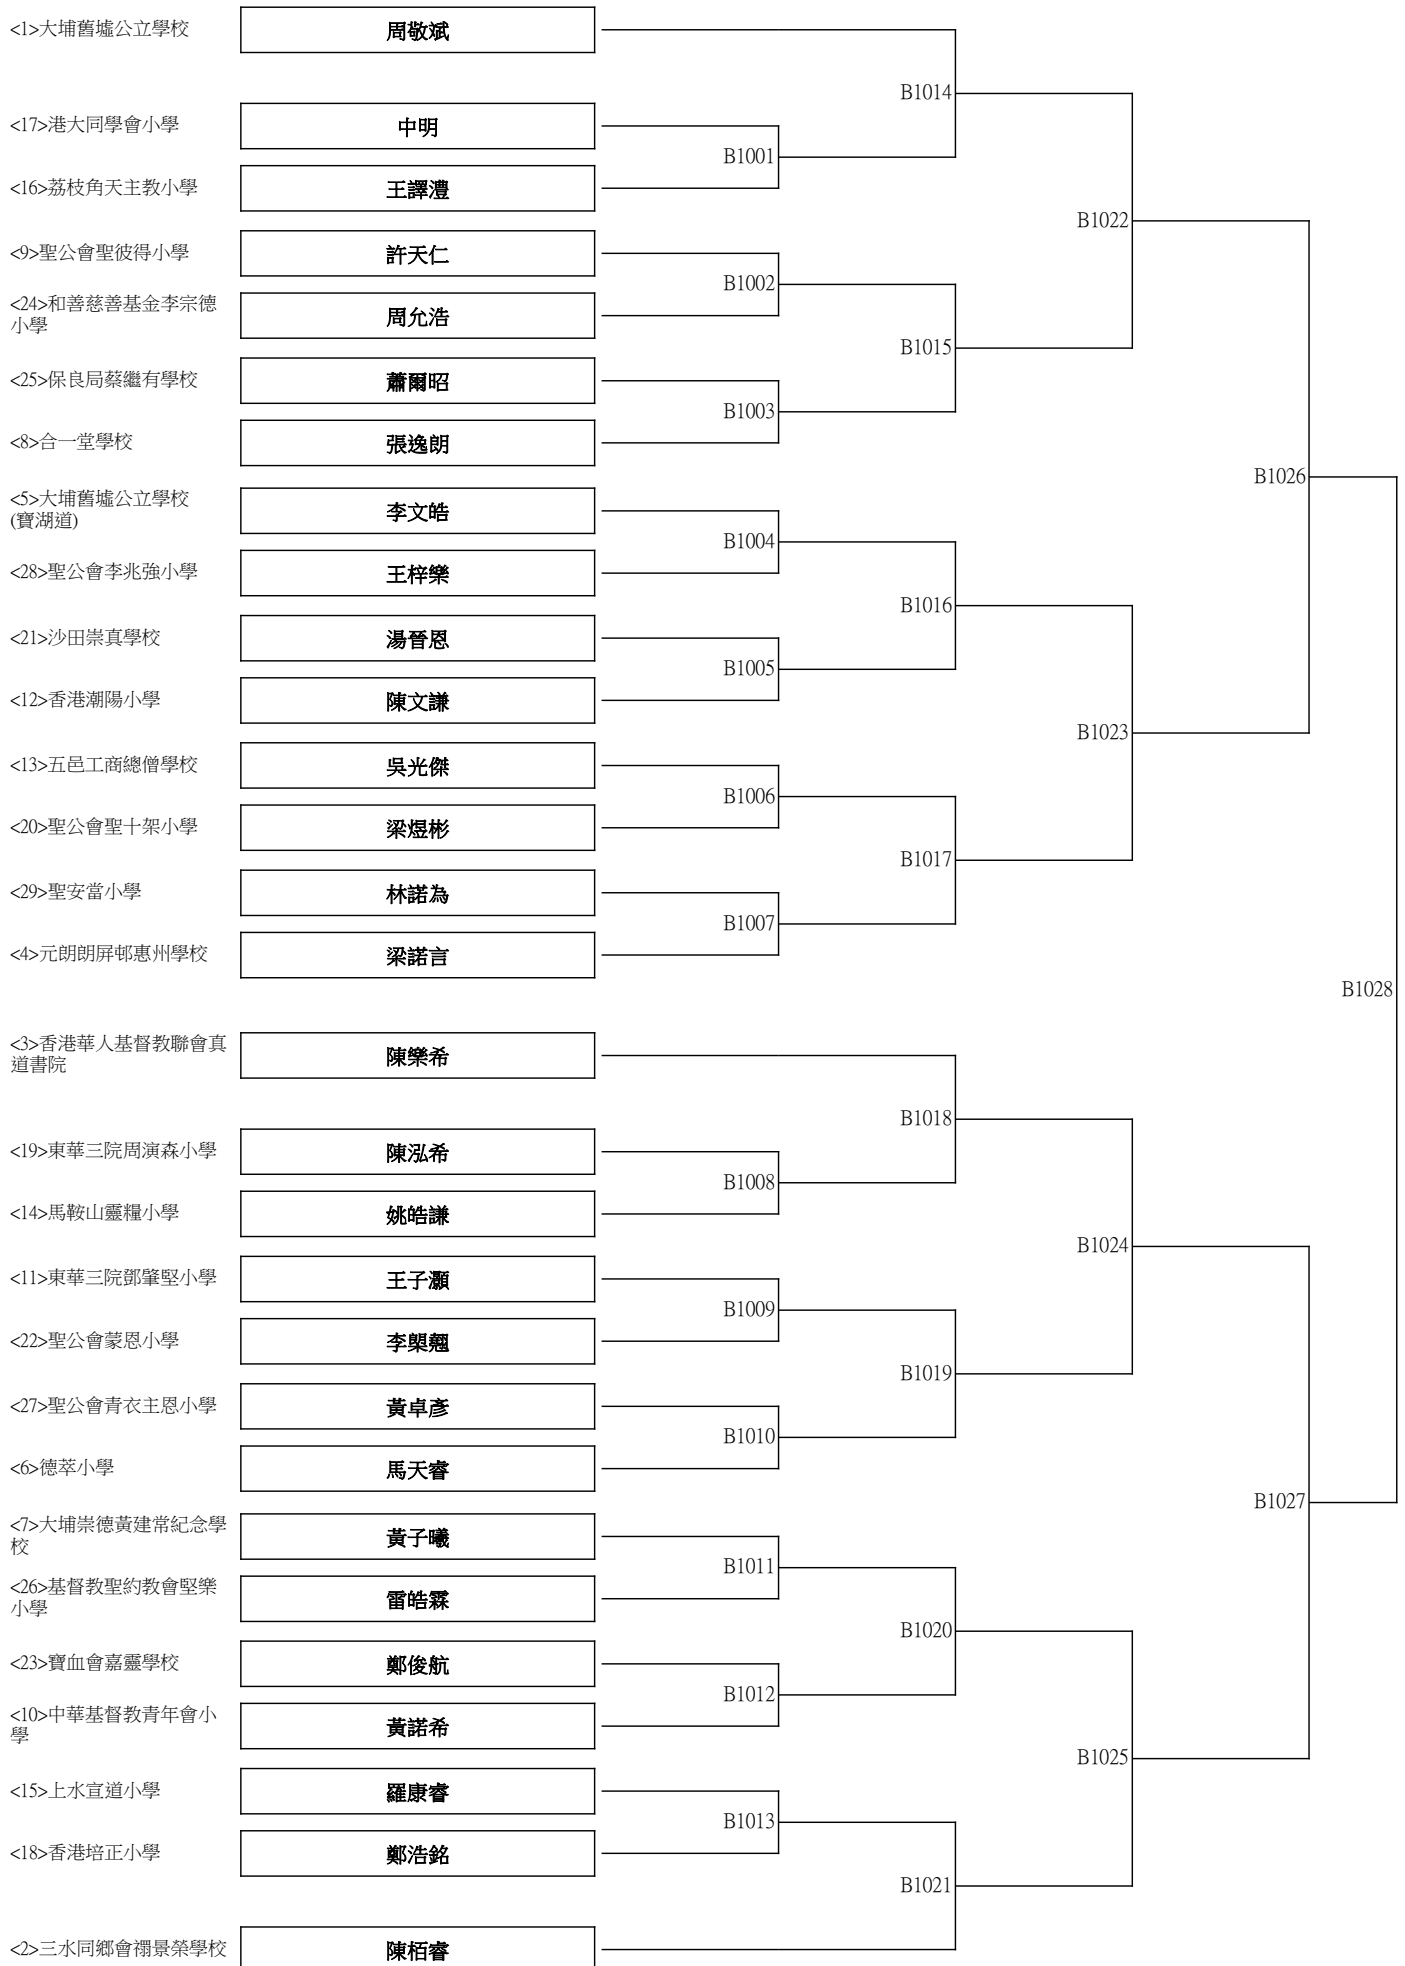 <1>大埔舊墟公立學校
周敬斌
B1014
<17>港大同學會小學
中明
B1001
<16>荔枝角天主教小學
王譯澧
B1022
<9>聖公會聖彼得小學
許天仁
B1002
<24>和善慈善基金李宗德
小學
周允浩
B1015
<25>保良局蔡繼有學校
蕭爾昭
B1003
<8>合一堂學校
張逸朗
B1026
<5>大埔舊墟公立學校
(寶湖道)
李文皓
B1004
<28>聖公會李兆強小學
王梓樂
B1016
<21>沙田崇真學校
湯晉恩
B1005
<12>香港潮陽小學
陳文謙
B1023
<13>五邑工商總僧學校
吳光傑
B1006
<20>聖公會聖十架小學
梁煜彬
B1017
<29>聖安當小學
林諾為
B1007
<4>元朗朗屏邨惠州學校
梁諾言
B1028
<3>香港華人基督教聯會真
道書院
陳樂希
B1018
<19>東華三院周演森小學
陳泓希
B1008
<14>馬鞍山靈糧小學
姚皓謙
B1024
<11>東華三院鄧肇堅小學
王子灝
B1009
<22>聖公會蒙恩小學
李槼翹
B1019
<27>聖公會青衣主恩小學
黃卓彥
B1010
<6>德萃小學
馬天睿
B1027
<7>大埔崇德黃建常紀念學
校
黃子曦
B1011
<26>基督教聖約教會堅樂
小學
雷皓霖
B1020
<23>寶血會嘉靈學校
鄭俊航
B1012
<10>中華基督教青年會小
學
黃諾希
B1025
<15>上水宣道小學
羅康睿
B1013
<18>香港培正小學
鄭浩銘
B1021
<2>三水同鄉會禤景榮學校
陳栢睿